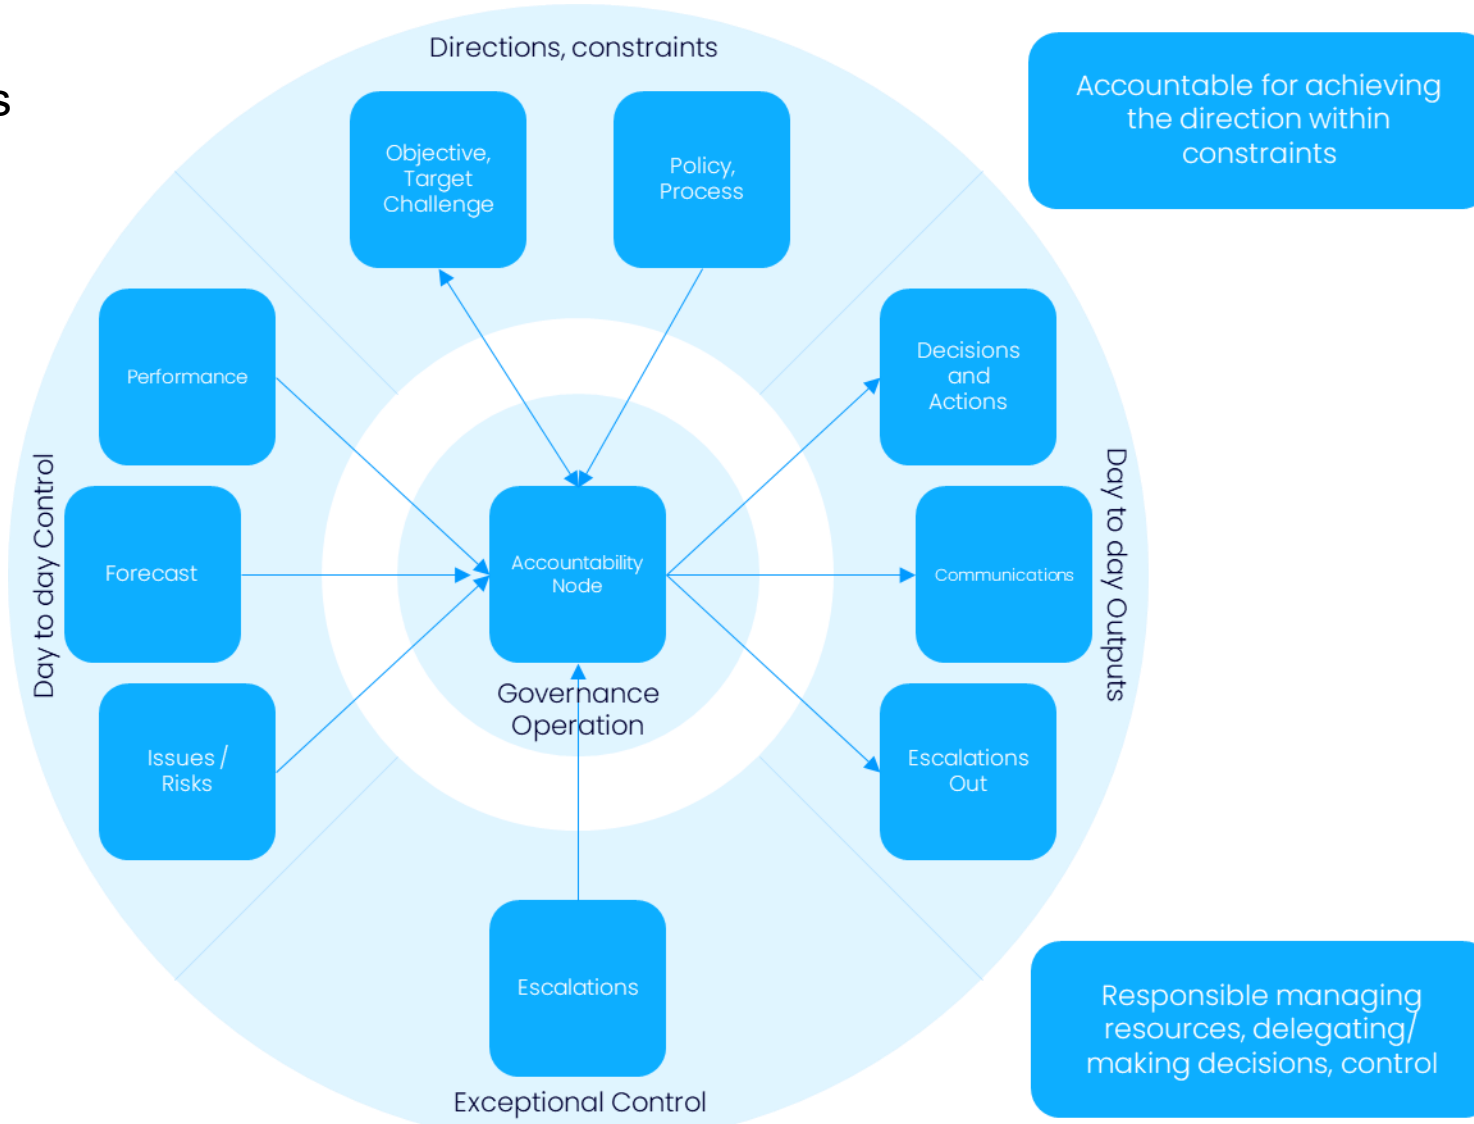 s
Directions, constraints
Accountable for achieving
the direction within
constraints
Objective,
Target
Challenge
Policy,
Process
Performance
Decisions
and
Actions
Day to day Control
Forecast
Accountability
Node
Communications
Day to day Outputs
Governance
Operation
Issues /
Risks
Escalations
Out
Escalations
Exceptional Control
Responsible managing
resources, delegating/
making decisions, control